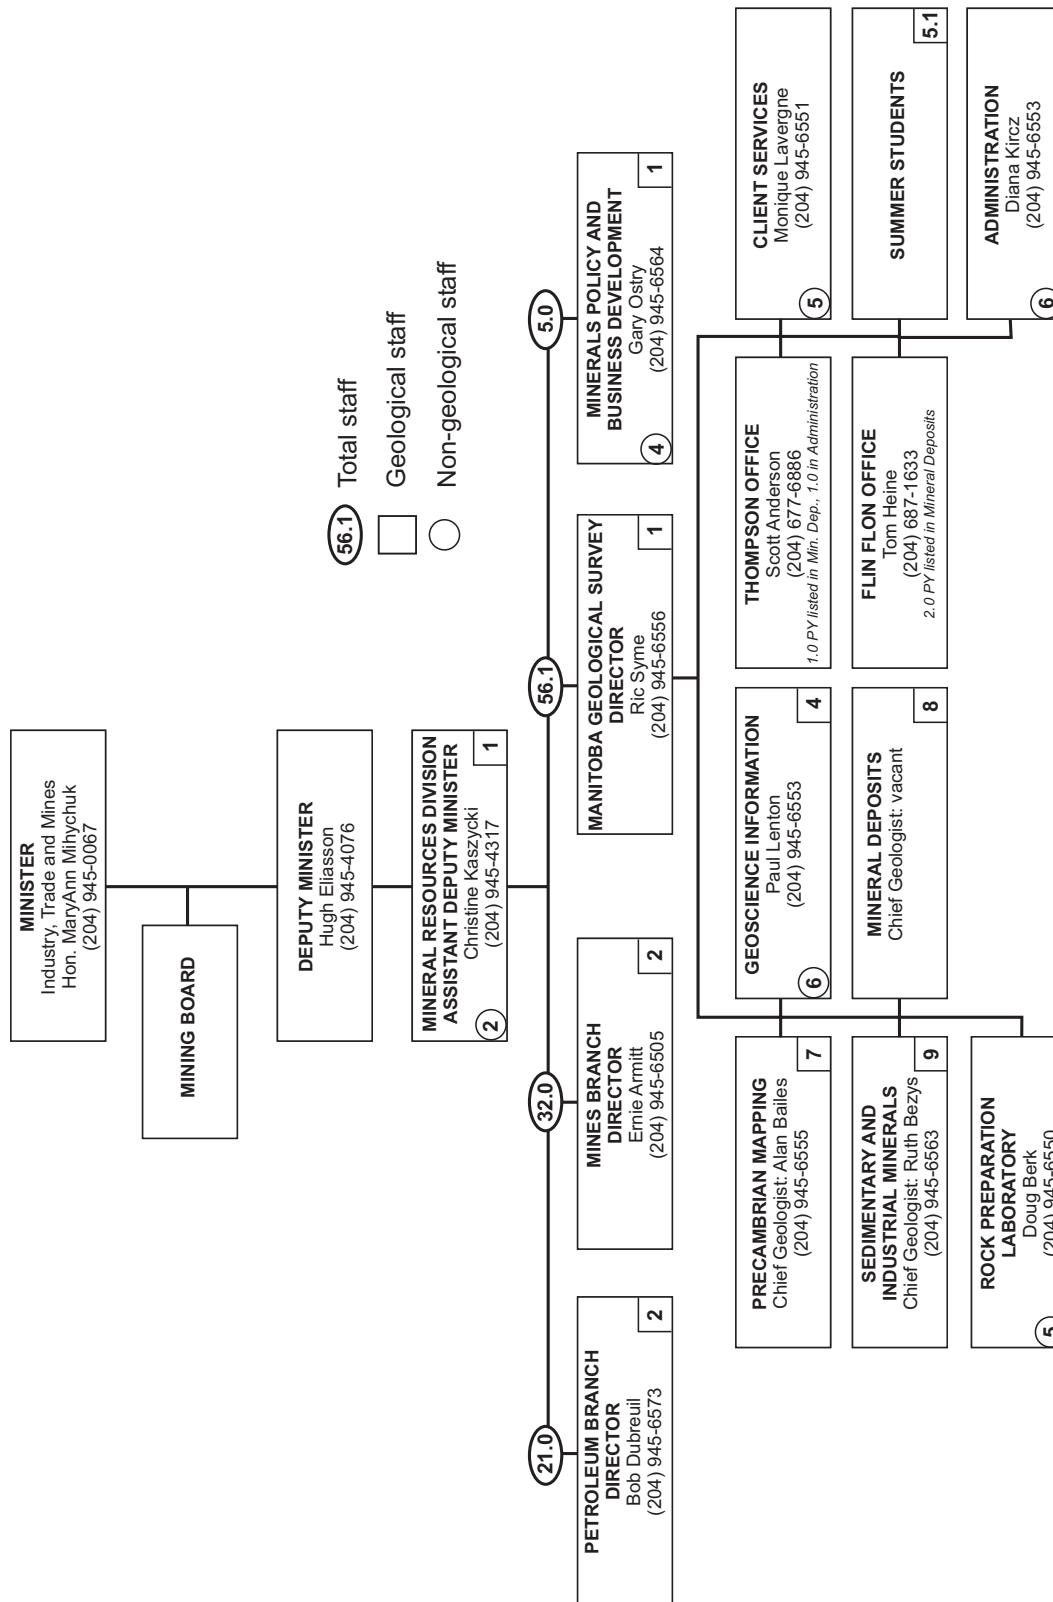 MINISTER
Industry, Trade and Mines
Hon. MaryAnn Mihychuk
(204) 945-0067
MINING BOARD
DEPUTY MINISTER
Hugh Eliasson
(204) 945-4076
MINERAL RESOURCES DIVISION
ASSISTANT DEPUTY MINISTER
Christine Kaszycki
(204) 945-4317
2
1
56.1 Total staff
Geological staff
Non-geological staff
21.0
32.0
56.1
5.0
PETROLEUM BRANCH
DIRECTOR
Bob Dubreuil
(204) 945-6573
2
MINES BRANCH
DIRECTOR
Ernie Armitt
(204) 945-6505
2
MANITOBA GEOLOGICAL SURVEY
DIRECTOR
Ric Syme
(204) 945-6556
1
MINERALS POLICY AND
BUSINESS DEVELOPMENT
Gary Ostry
(204) 945-6564
4
1
PRECAMBRIAN MAPPING
Chief Geologist: Alan Bailes
(204) 945-6555
7
GEOSCIENCE INFORMATION
Paul Lenton
(204) 945-6553
6
4
THOMPSON OFFICE
Scott Anderson
(204) 677-6886
1.0 PY listed in Min. Dep., 1.0 in Administration
CLIENT SERVICES
Monique Lavergne
(204) 945-6551
5
SEDIMENTARY AND
INDUSTRIAL MINERALS
Chief Geologist: Ruth Bezys
(204) 945-6563
9
MINERAL DEPOSITS
Chief Geologist: vacant
8
FLIN FLON OFFICE
Tom Heine
(204) 687-1633
2.0 PY listed in Mineral Deposits
SUMMER STUDENTS
5.1
ROCK PREPARATION
LABORATORY
Doug Berk
(204) 945-6550
5
ADMINISTRATION
Diana Kircz
(204) 945-6553
6